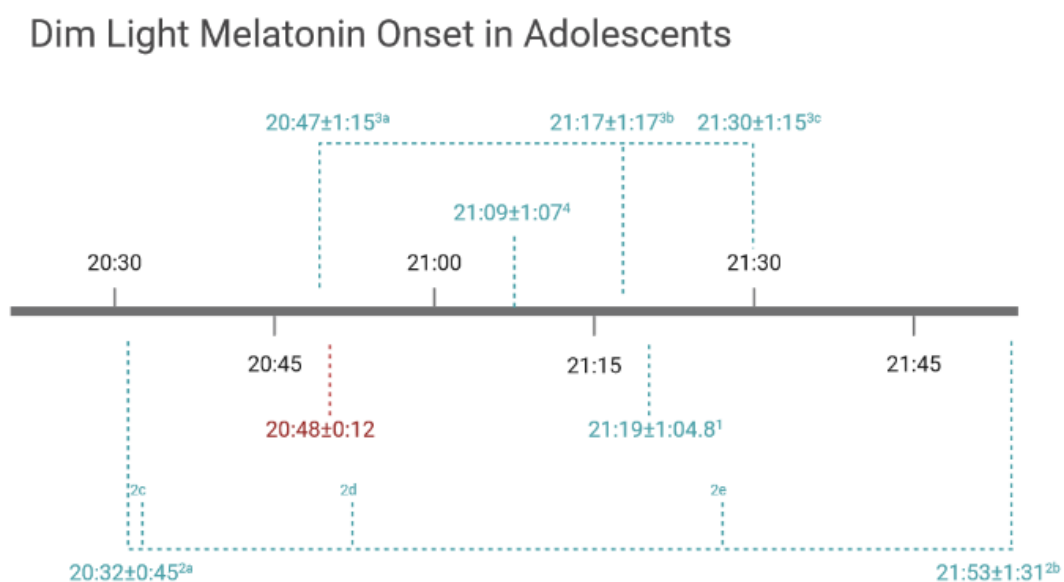 Dim Light Melatonin Onset in Adolescents
20:47±1:15³ᵃ 21:17±1:17³ᵇ 21:30±1:15³ᶜ
21:09±1:07⁴
20:30 21:00 21:30
20:45 21:15 21:45
20:48±0:12 21:19±1:04.8¹
2c 2d 2e
20:32±0:45²ᵃ 21:53±1:31²ᵇ